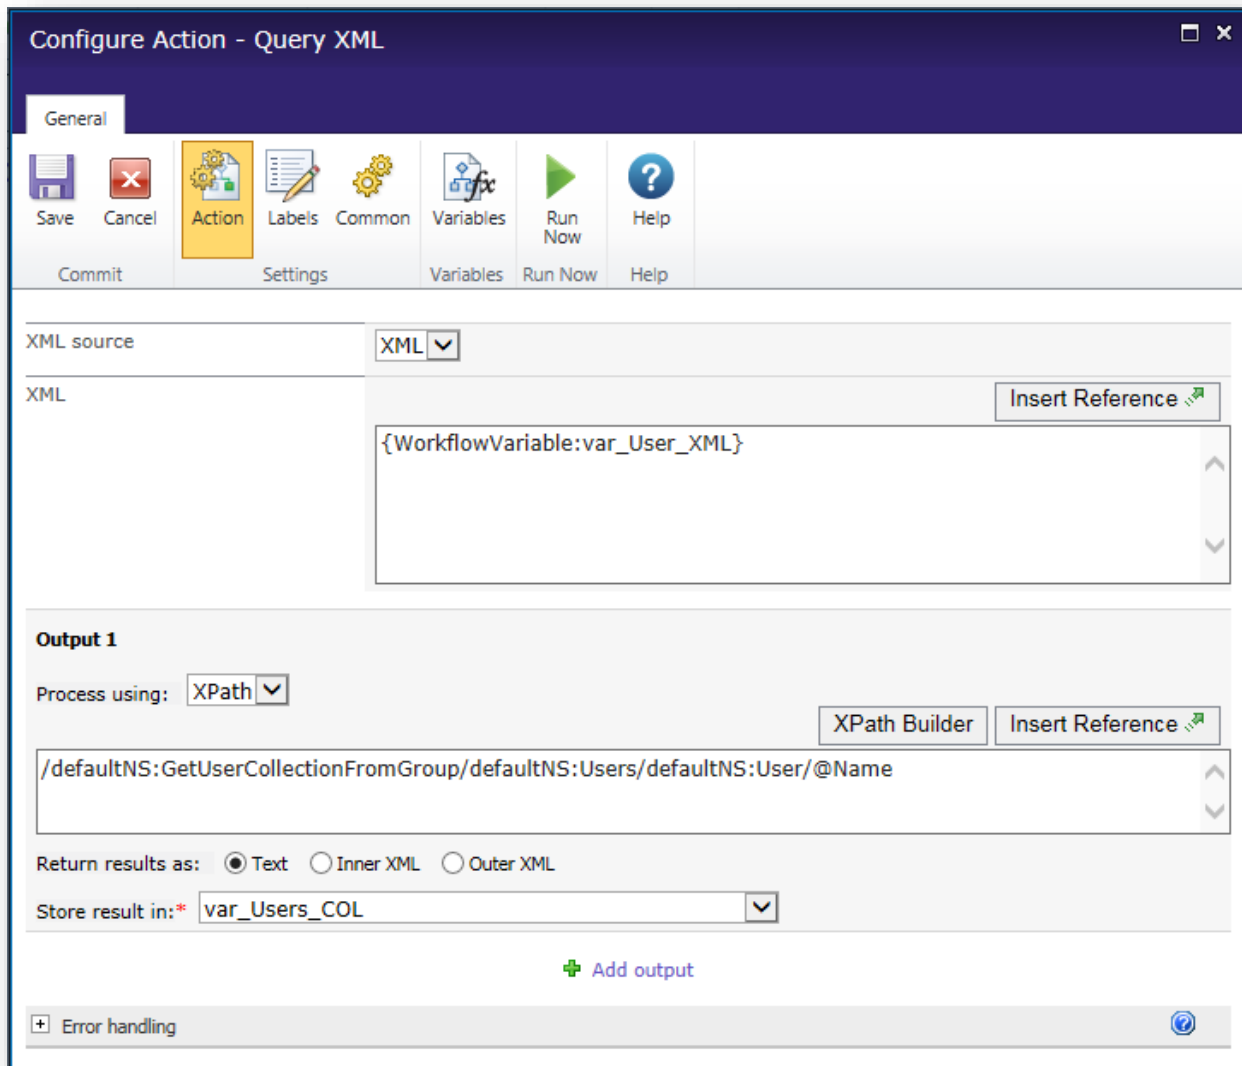 Configure Action - Query XML
General
Save Cancel Action Labels Common Variables Run Now Help
Commit Settings Variables Run Now Help
XML source XML
XML Insert Reference
{WorkflowVariable:var_User_XML}
Output 1
Process using: XPath
XPath Builder Insert Reference
/defaultNS:GetUserCollectionFromGroup/defaultNS:Users/defaultNS:User/@Name
Return results as: Text Inner XML Outer XML
Store result in:* var_Users_COL
Add output
Error handling